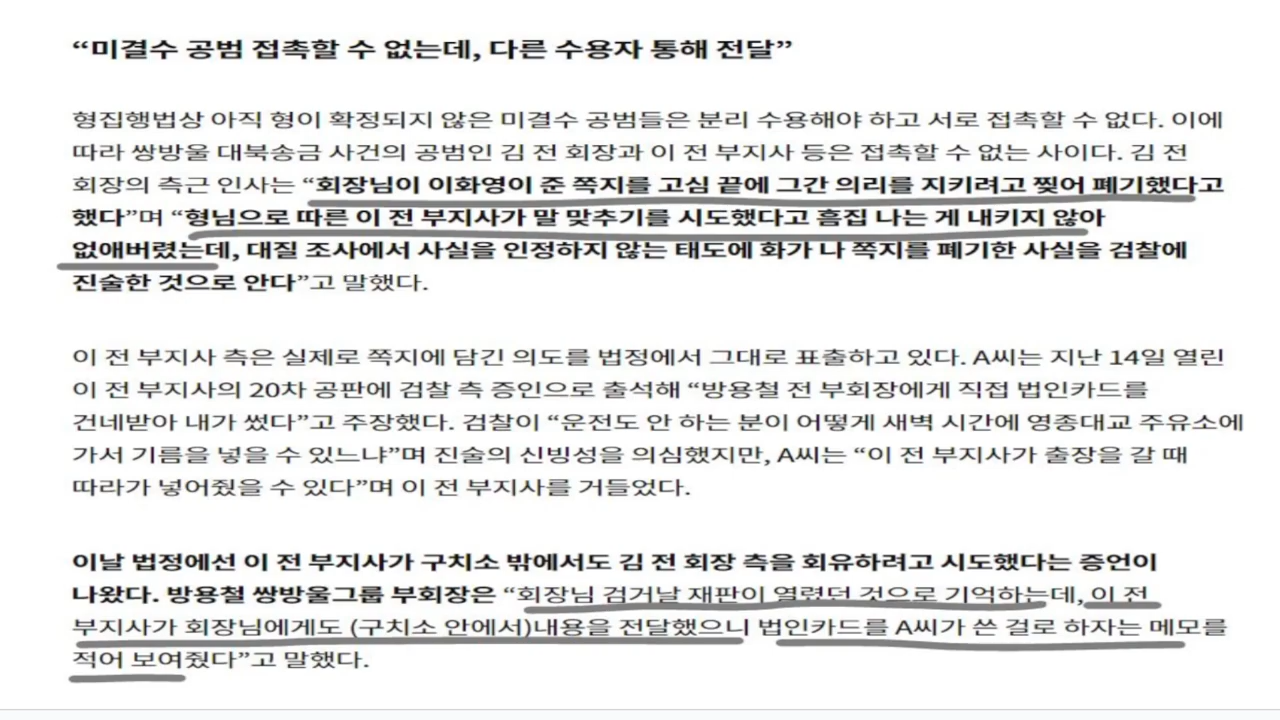 “미결수 공범 접촉할 수 없는데, 다른 수용자 통해 전달”
형집행법상 아직 형이 확정되지 않은 미결수 공범들은 분리 수용해야 하고 서로 접촉할 수 없다. 이에
따라 쌍방울 대북송금 사건의 공범인 김 전 회장과 이 전 부지사 등은 접촉할 수 없는 사이다. 김 전
회장의 측근 인사는 “회장님이 이화영이 준 쪽지를 고심 끝에 그간 의리를 지키려고 찢어 폐기했다고
했다”며 “형님으로 따른 이 전 부지사가 말 맞추기를 시도했다고 흠집 나는 게 내키지 않아
없애버렸는데, 대질 조사에서 사실을 인정하지 않는 태도에 화가 나 쪽지를 폐기한 사실을 검찰에
진술한 것으로 안다”고 말했다.
이 전 부지사 측은 실제로 쪽지에 담긴 의도를 법정에서 그대로 표출하고 있다. A씨는 지난 14일 열린
이 전 부지사의 20차 공판에 검찰 측 증인으로 출석해 “방용철 전 부회장에게 직접 법인카드를
건네받아 내가 썼다”고 주장했다. 검찰이 “운전도 안 하는 분이 어떻게 새벽 시간에 영종대교 주유소에
가서 기름을 넣을 수 있느냐”며 진술의 신빙성을 의심했지만, A씨는 “이 전 부지사가 출장을 갈 때
따라가 넣어줬을 수 있다”며 이 전 부지사를 거들었다.
이날 법정에선 이 전 부지사가 구치소 밖에서도 김 전 회장 측을 회유하려고 시도했다는 증언이
나왔다. 방용철 쌍방울그룹 부회장은 “회장님 검거날 재판이 열렸던 것으로 기억하는데, 이 전
부지사가 회장님에게도 (구치소 안에서)내용을 전달했으니 법인카드를 A씨가 쓴 걸로 하자는 메모를
적어 보여줬다”고 말했다.